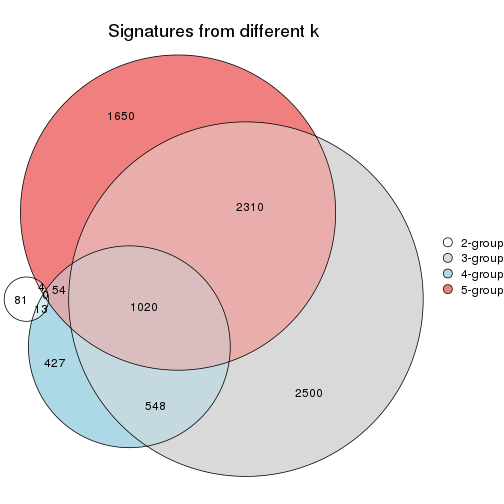 Signatures from different k
1650
2310
2-group
3-group
4-group
5-group
4
54
0
81
13
1020
427
548
2500